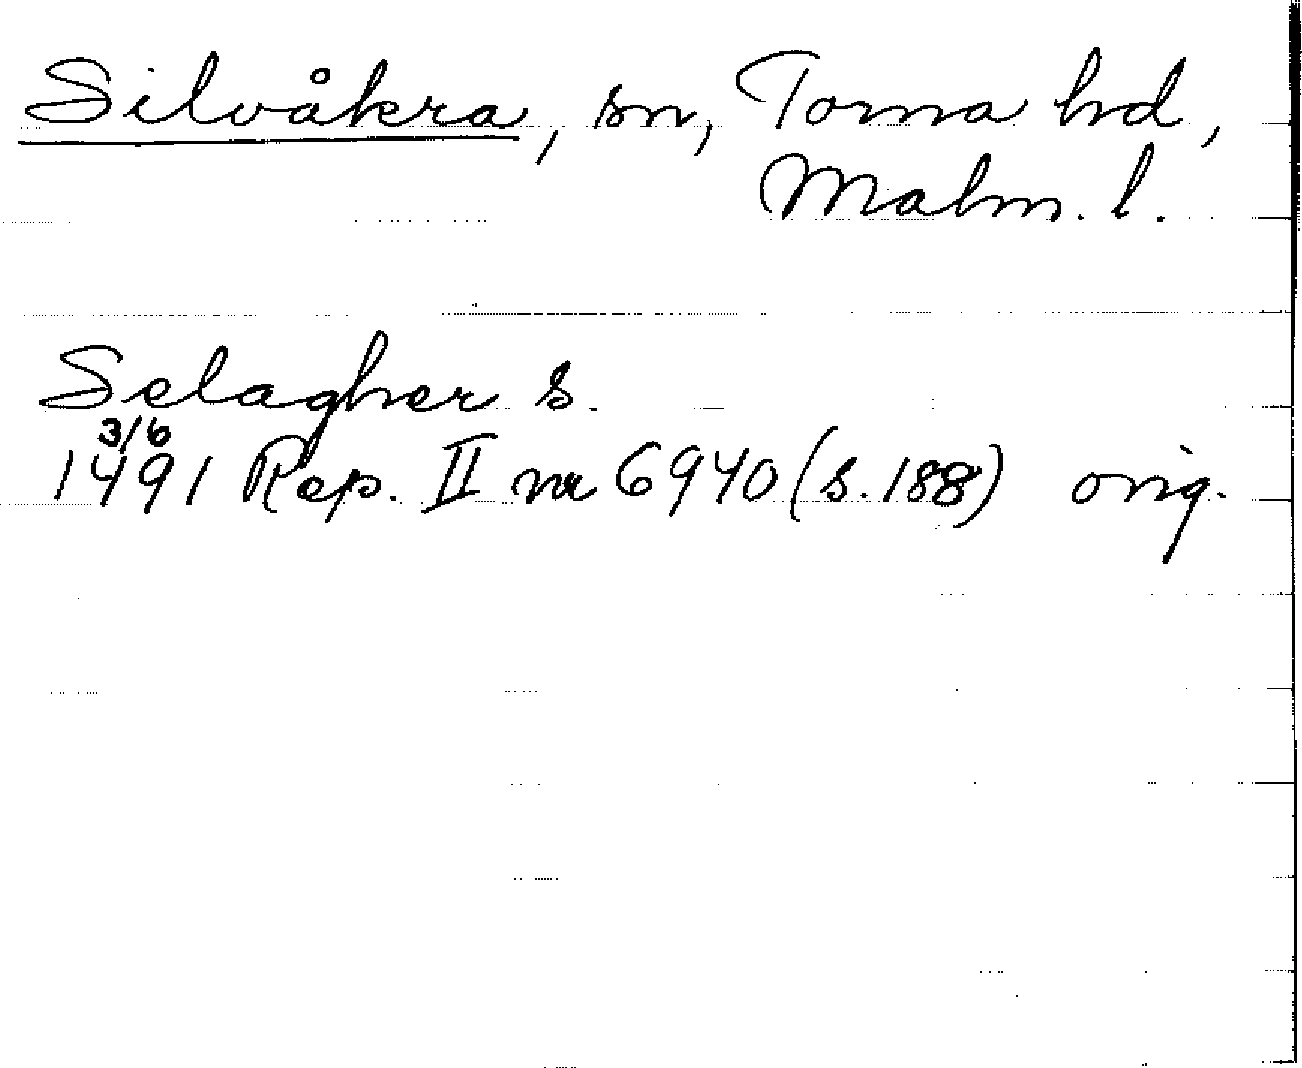 Silvåkra, sn, Torna hd,
Malm. l.
Selagher s.
3/6
1491 Rep. II nr 6940 (s. 188) orig.